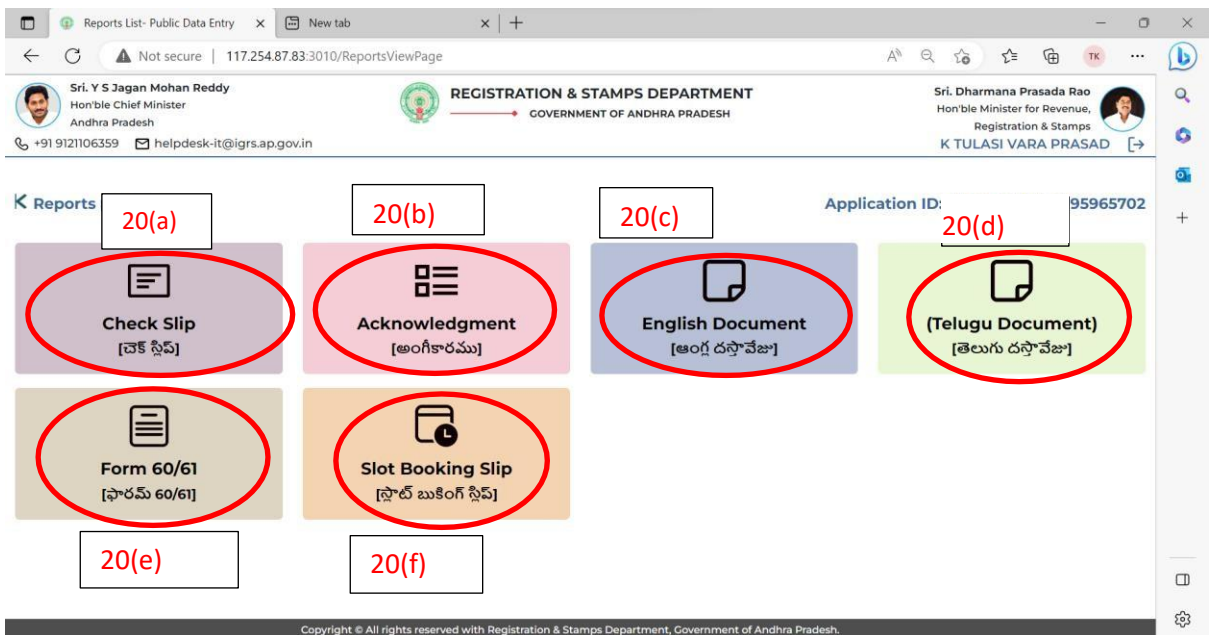 Reports List- Public Data Entry
New tab
Not secure | 117.254.87.83:3010/ReportsViewPage
TK
Sri. Y S Jagan Mohan Reddy
Hon'ble Chief Minister
Andhra Pradesh
+91 9121106359 helpdesk-it@igrs.ap.gov.in
REGISTRATION & STAMPS DEPARTMENT
GOVERNMENT OF ANDHRA PRADESH
Sri. Dharmana Prasada Rao
Hon'ble Minister for Revenue,
Registration & Stamps
K TULASI VARA PRASAD
Reports
Application ID: 95965702
20(a)
20(b)
20(c)
20(d)
Check Slip
[చెక్ స్లిప్]
Acknowledgment
[అంగీకారము]
English Document
[ఆంగ్ల దస్తావేజు]
(Telugu Document)
[తెలుగు దస్తావేజు]
Form 60/61
[ఫారమ్ 60/61]
Slot Booking Slip
[స్లాట్ బుకింగ్ స్లిప్]
20(e)
20(f)
Copyright © All rights reserved with Registration & Stamps Department, Government of Andhra Pradesh.